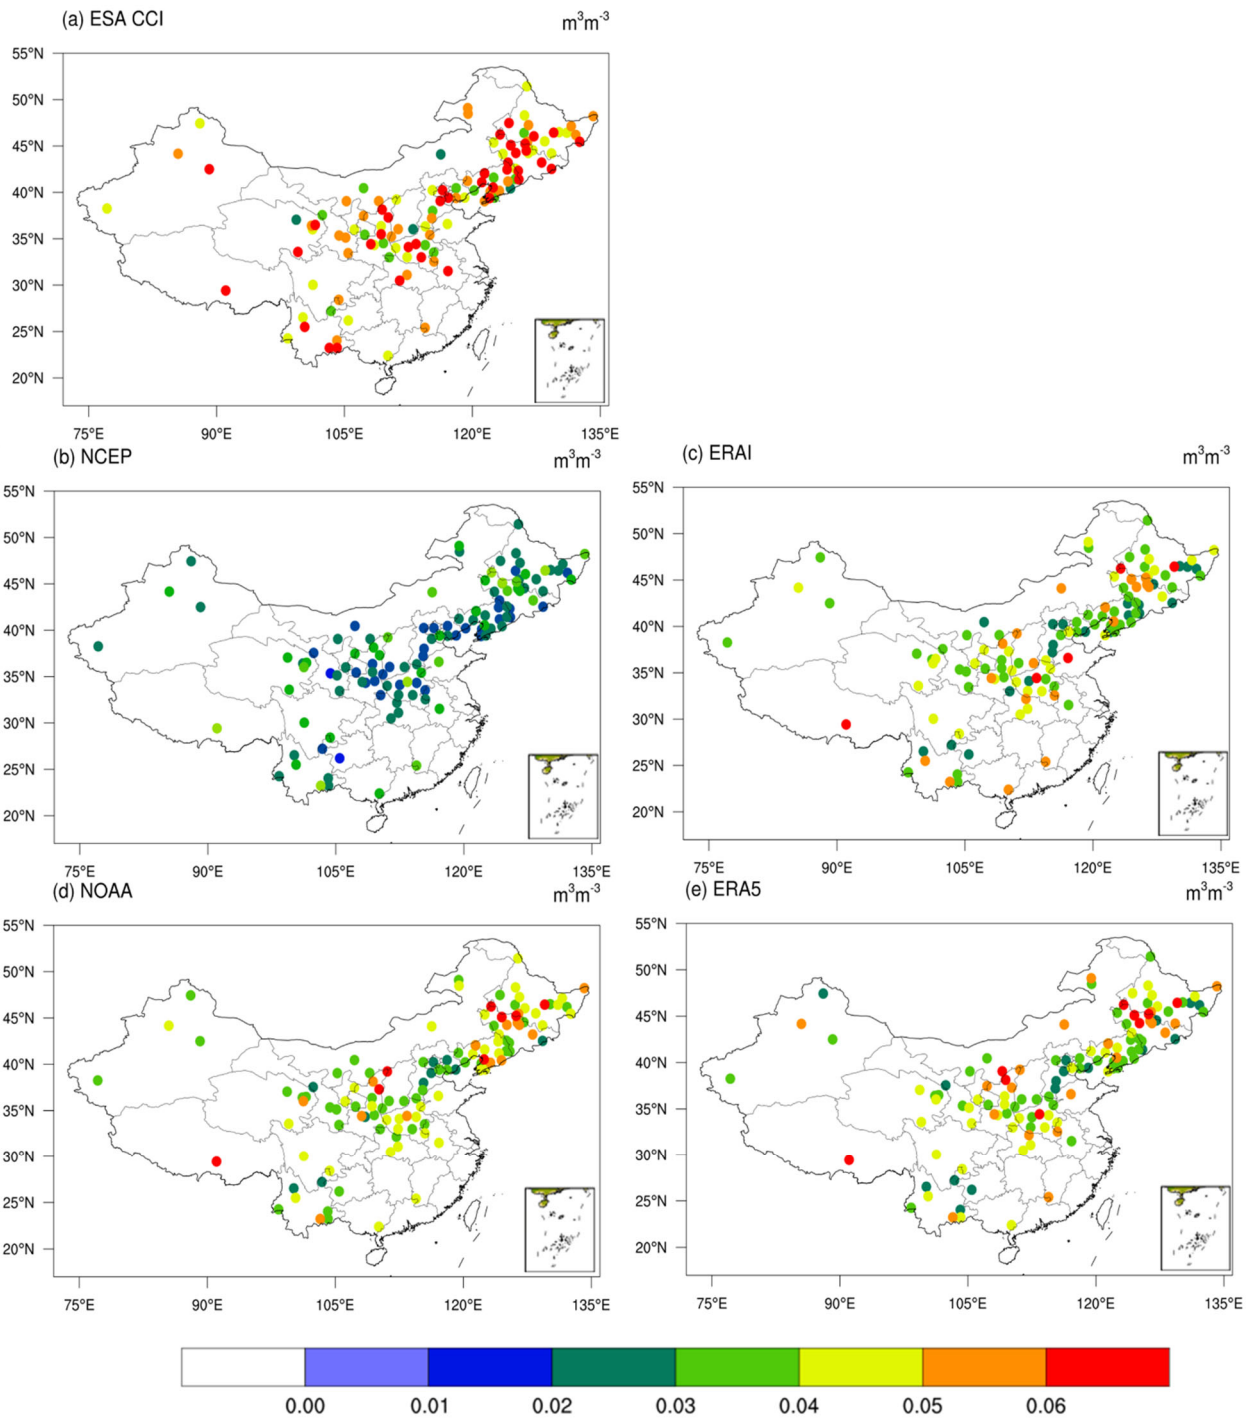 (a) ESA CCI
m³m⁻³
55°N
50°N
45°N
40°N
35°N
30°N
25°N
20°N
75°E 90°E 105°E 120°E 135°E
(b) NCEP
m³m⁻³
55°N
50°N
45°N
40°N
35°N
30°N
25°N
20°N
75°E 90°E 105°E 120°E 135°E
(c) ERAI
m³m⁻³
55°N
50°N
45°N
40°N
35°N
30°N
25°N
20°N
75°E 90°E 105°E 120°E 135°E
(d) NOAA
m³m⁻³
55°N
50°N
45°N
40°N
35°N
30°N
25°N
20°N
75°E 90°E 105°E 120°E 135°E
(e) ERA5
m³m⁻³
55°N
50°N
45°N
40°N
35°N
30°N
25°N
20°N
75°E 90°E 105°E 120°E 135°E
0.00 0.01 0.02 0.03 0.04 0.05 0.06